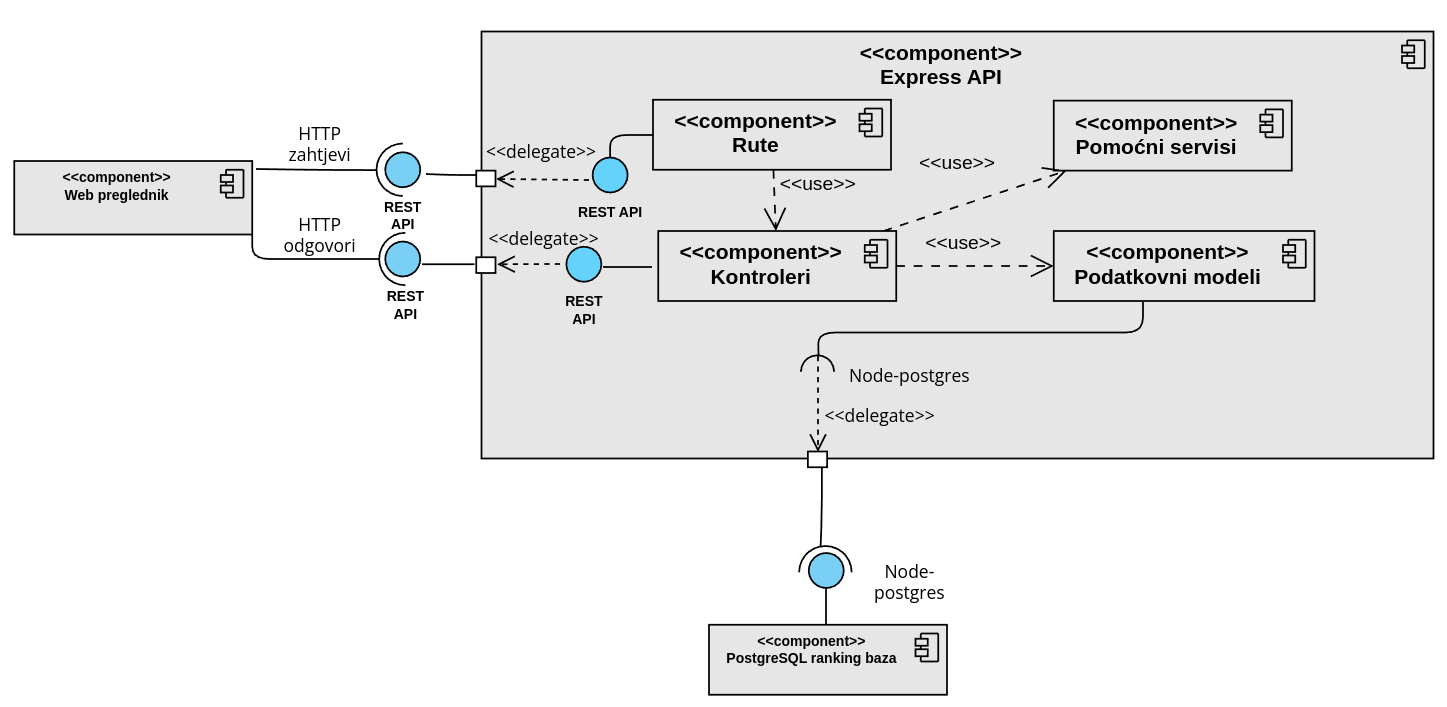 <<component>>
Express API
<<component>>
Rute
<<component>>
Pomoćni servisi
HTTP
zahtjevi
<<delegate>>
<<use>>
<<use>>
<<component>>
Web preglednik
REST
API
REST API
HTTP
odgovori
<<delegate>>
<<component>>
Kontroleri
<<use>>
<<component>>
Podatkovni modeli
REST
API
REST
API
Node-postgres
<<delegate>>
Node-
postgres
<<component>>
PostgreSQL ranking baza